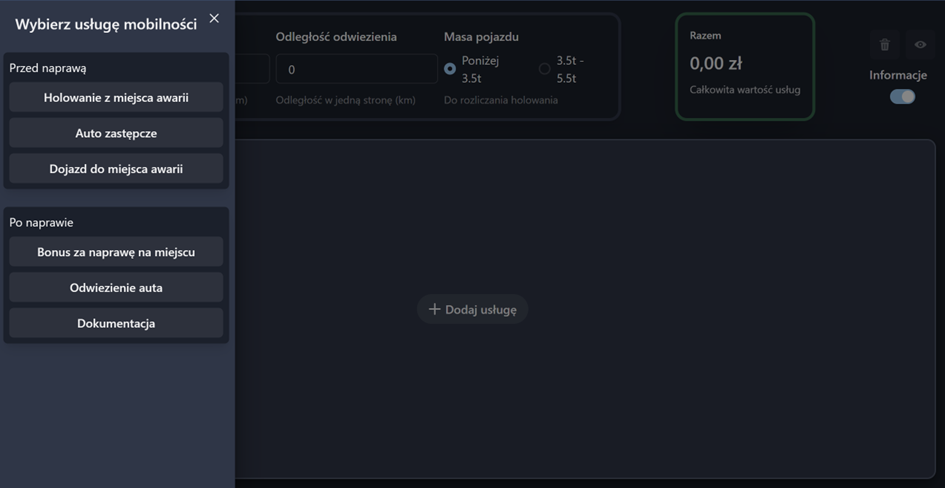 Wybierz usługę mobilności
Przed naprawą
Holowanie z miejsca awarii
Auto zastępcze
Dojazd do miejsca awarii
Po naprawie
Bonus za naprawę na miejscu
Odwiezienie auta
Dokumentacja
m)
Odległość odwiezienia
0
Odległość w jedną stronę (km)
Masa pojazdu
Poniżej
3.5t
3.5t -
5.5t
Do rozliczania holowania
Razem
0,00 zł
Całkowita wartość usług
Informacje
Dodaj usługę